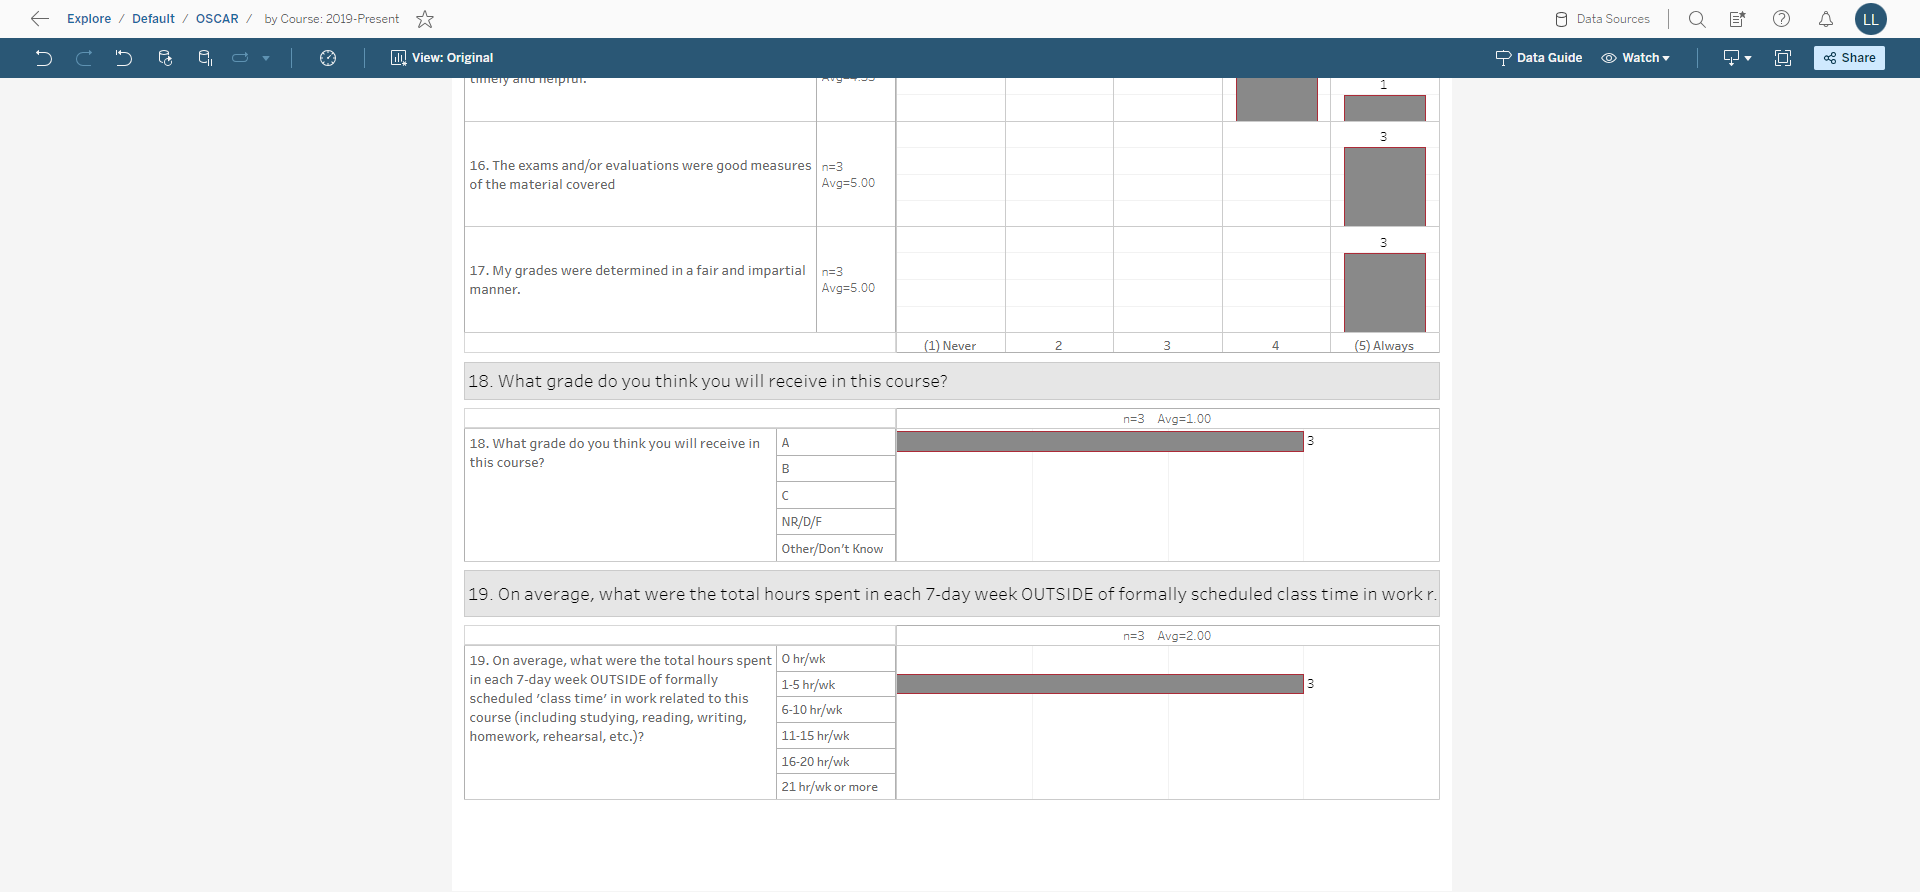 Explore / Default / OSCAR / by Course: 2019-Present
Data Sources
LL
View: Original
Data Guide
Watch
Share
timely and helpful.
1
16. The exams and/or evaluations were good measures
of the material covered
n=3
Avg=5.00
3
17. My grades were determined in a fair and impartial
manner.
n=3
Avg=5.00
3
(1) Never
2
3
4
(5) Always
18. What grade do you think you will receive in this course?
n=3 Avg=1.00
18. What grade do you think you will receive in
this course?
A
3
B
C
NR/D/F
Other/Don't Know
19. On average, what were the total hours spent in each 7-day week OUTSIDE of formally scheduled class time in work r.
n=3 Avg=2.00
19. On average, what were the total hours spent
in each 7-day week OUTSIDE of formally
scheduled 'class time' in work related to this
course (including studying, reading, writing,
homework, rehearsal, etc.)?
0 hr/wk
1-5 hr/wk
3
6-10 hr/wk
11-15 hr/wk
16-20 hr/wk
21 hr/wk or more